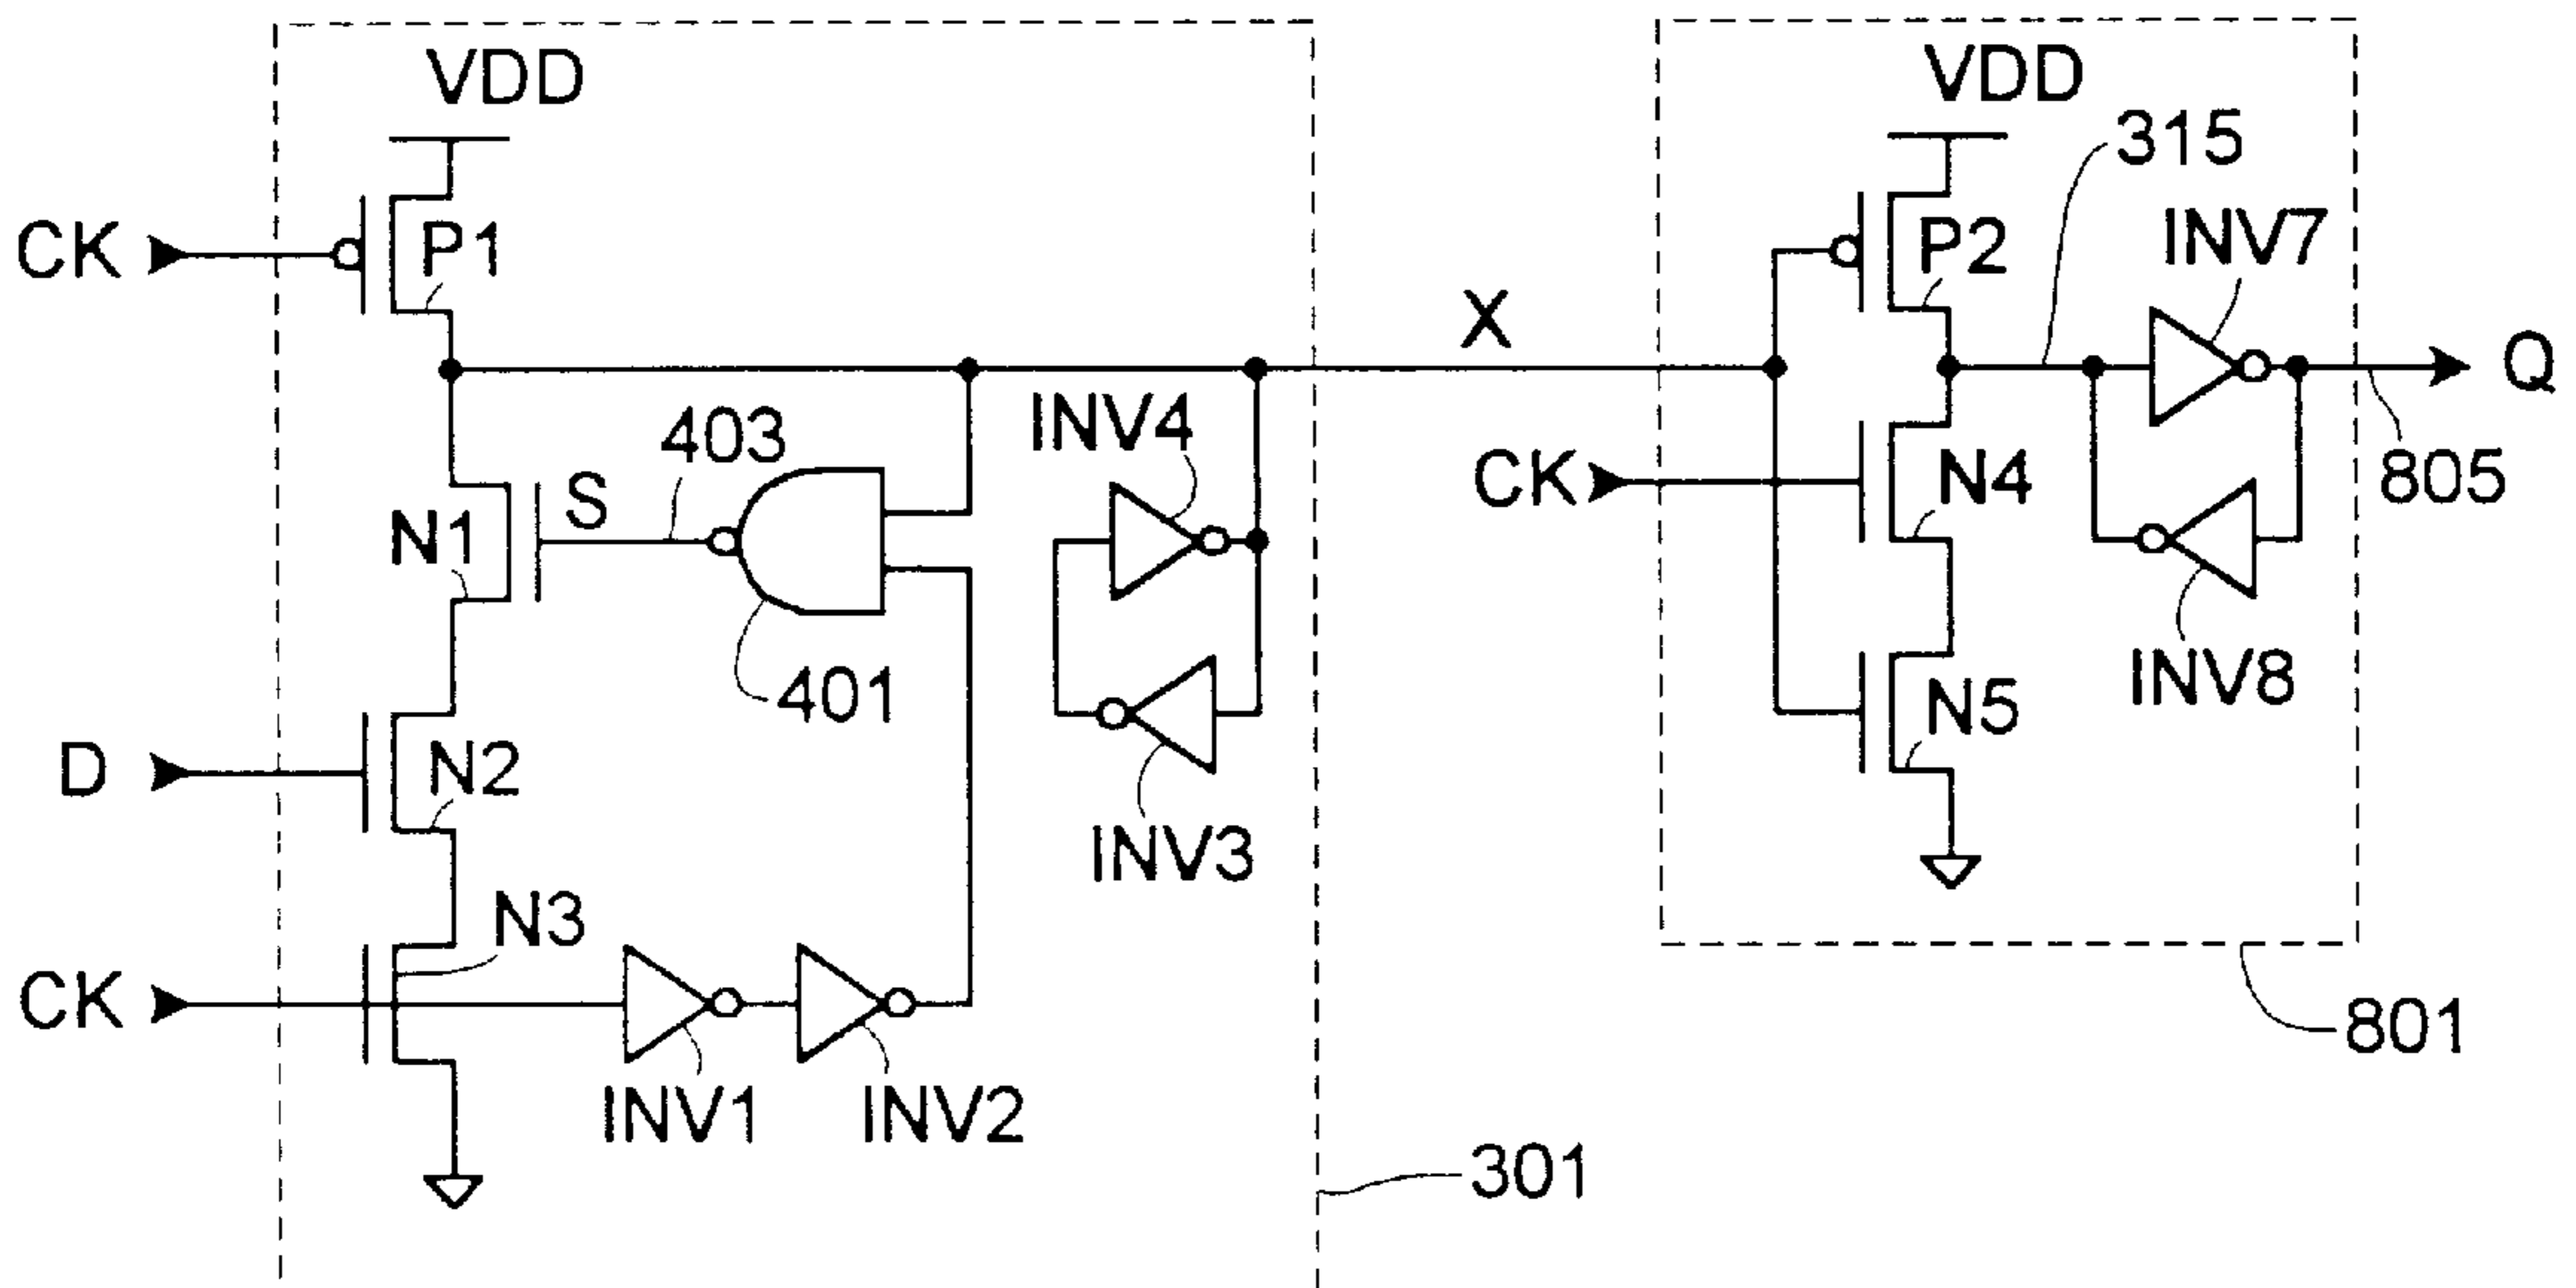 VDD
VDD
315
INV7
CK
P1
P2
X
Q
403
INV4
S
CK
N4
805
N1
401
INV8
N5
D
N2
INV3
N3
CK
801
INV1
INV2
301